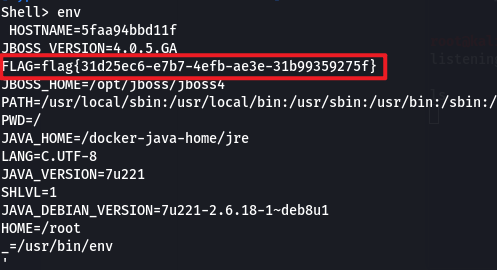 Shell> env
HOSTNAME=5faa94bbd11f
JBOSS_VERSION=4.0.5.GA
FLAG=flag{31d25ec6-e7b7-4efb-ae3e-31b99359275f}
JBOSS_HOME=/opt/jboss/jboss4
PATH=/usr/local/sbin:/usr/local/bin:/usr/sbin:/usr/bin:/sbin:/
PWD=/
JAVA_HOME=/docker-java-home/jre
LANG=C.UTF-8
JAVA_VERSION=7u221
SHLVL=1
JAVA_DEBIAN_VERSION=7u221-2.6.18-1~deb8u1
HOME=/root
_=/usr/bin/env
'
listening